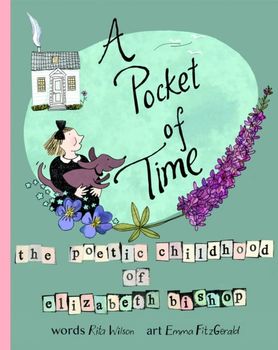 A
Pocket
of
Time
the poetic childhood
of
elizabeth bishop
words Rita Wilson art Emma FitzGerald